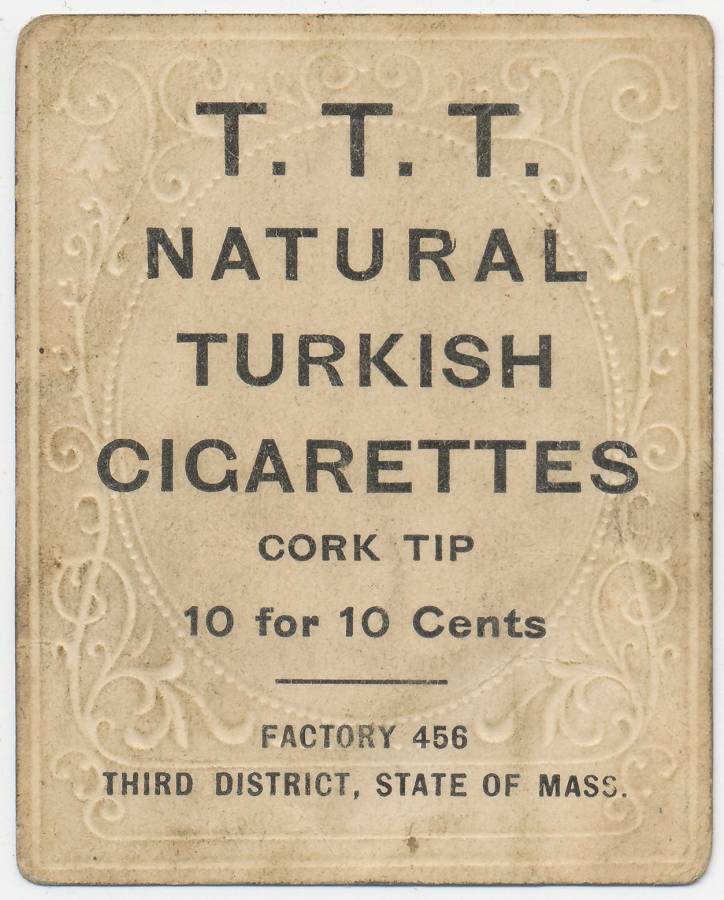 T. T. T.
NATURAL
TURKISH
CIGARETTES
CORK TIP
10 for 10 Cents
FACTORY 456
THIRD DISTRICT, STATE OF MASS.